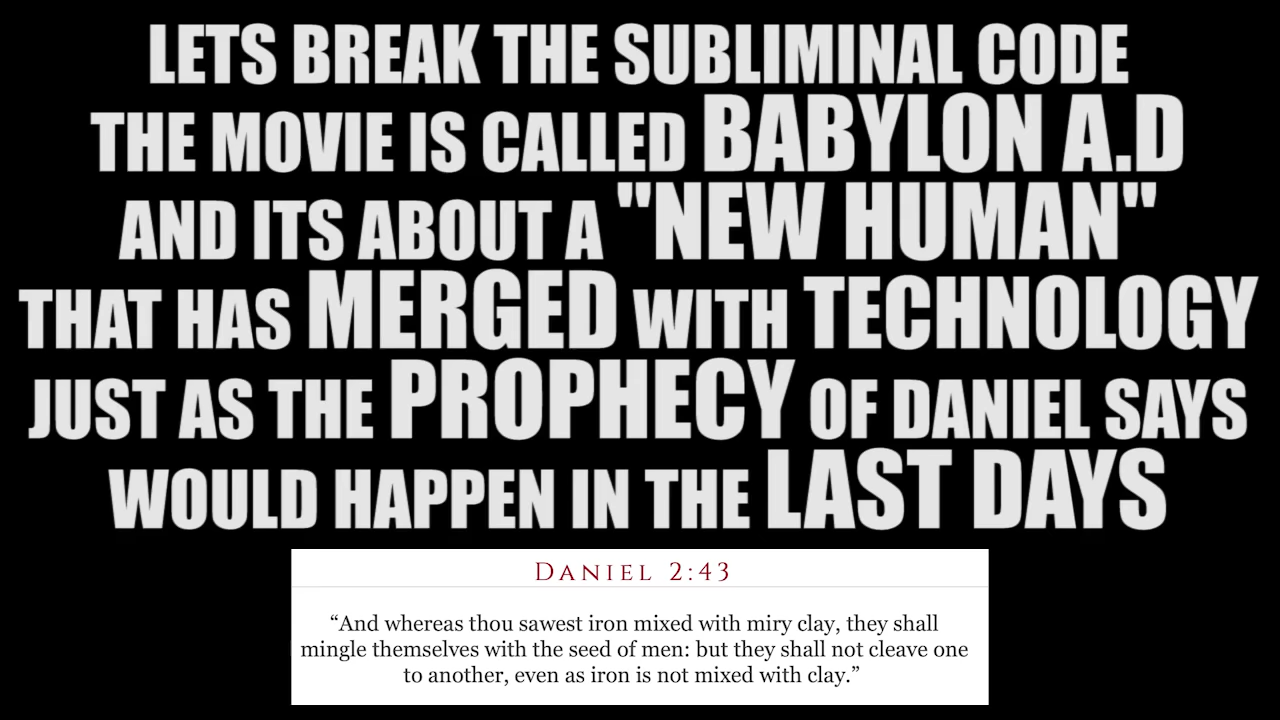 LETS BREAK THE SUBLIMINAL CODE
THE MOVIE IS CALLED BABYLON A.D
AND ITS ABOUT A "NEW HUMAN"
THAT HAS MERGED WITH TECHNOLOGY
JUST AS THE PROPHECY OF DANIEL SAYS
WOULD HAPPEN IN THE LAST DAYS
DANIEL 2:43
“And whereas thou sawest iron mixed with miry clay, they shall
mingle themselves with the seed of men: but they shall not cleave one
to another, even as iron is not mixed with clay.”